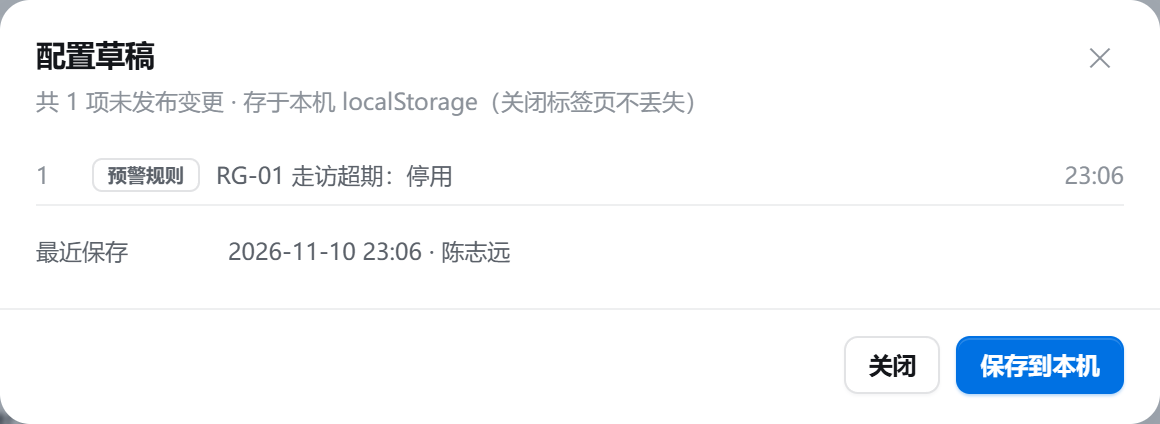 配置草稿
共 1 项未发布变更 · 存于本机 localStorage（关闭标签页不丢失）
1 预警规则 RG-01 走访超期：停用 23:06
最近保存 2026-11-10 23:06 · 陈志远
关闭 保存到本机